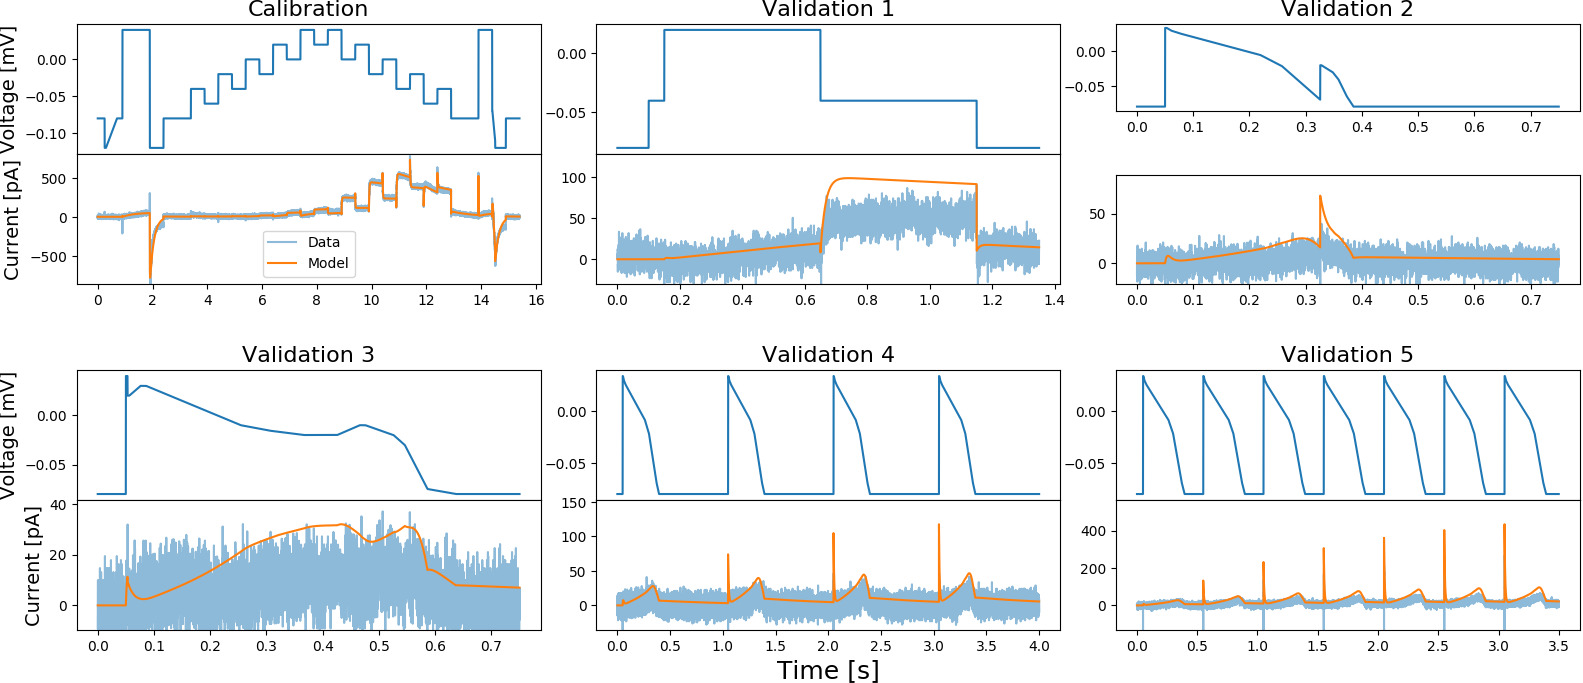 Calibration
Validation 1
Validation 2
Voltage [mV]
0.00
−0.05
−0.10
0.00
−0.05
0.00
−0.05
0.0 0.1 0.2 0.3 0.4 0.5 0.6 0.7
Current [pA]
500
0
−500
Data
Model
0 2 4 6 8 10 12 14 16
100
50
0
0.0 0.2 0.4 0.6 0.8 1.0 1.2 1.4
50
0
0.0 0.1 0.2 0.3 0.4 0.5 0.6 0.7
Validation 3
Validation 4
Validation 5
Voltage [mV]
0.00
−0.05
0.00
−0.05
0.00
−0.05
Current [pA]
40
20
0
0.0 0.1 0.2 0.3 0.4 0.5 0.6 0.7
150
100
50
0
0.0 0.5 1.0 1.5 2.0 2.5 3.0 3.5 4.0
400
200
0
0.0 0.5 1.0 1.5 2.0 2.5 3.0 3.5
Time [s]